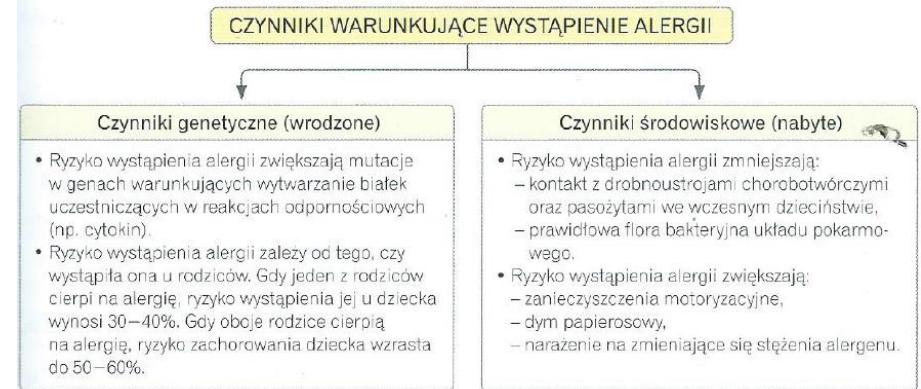 CZYNNIKI WARUNKUJĄCE WYSTĄPIENIE ALERGII
Czynniki genetyczne (wrodzone)
• Ryzyko wystąpienia alergii zwiększają mutacje
w genach warunkujących wytwarzanie białek
uczestniczących w reakcjach odpornościowych
(np. cytokin).
• Ryzyko wystąpienia alergii zależy od tego, czy
wystąpiła ona u rodziców. Gdy jeden z rodziców
cierpi na alergię, ryzyko wystąpienia jej u dziecka
wynosi 30–40%. Gdy oboje rodzice cierpią
na alergię, ryzyko zachorowania dziecka wzrasta
do 50–60%.
Czynniki środowiskowe (nabyte)
• Ryzyko wystąpienia alergii zmniejszają:
– kontakt z drobnoustrojami chorobotwórczymi
oraz pasożytami we wczesnym dzieciństwie,
– prawidłowa flora bakteryjna układu pokarmo-
wego.
• Ryzyko wystąpienia alergii zwiększają:
– zanieczyszczenia motoryzacyjne,
– dym papierosowy,
– narażenie na zmieniające się stężenia alergenu.